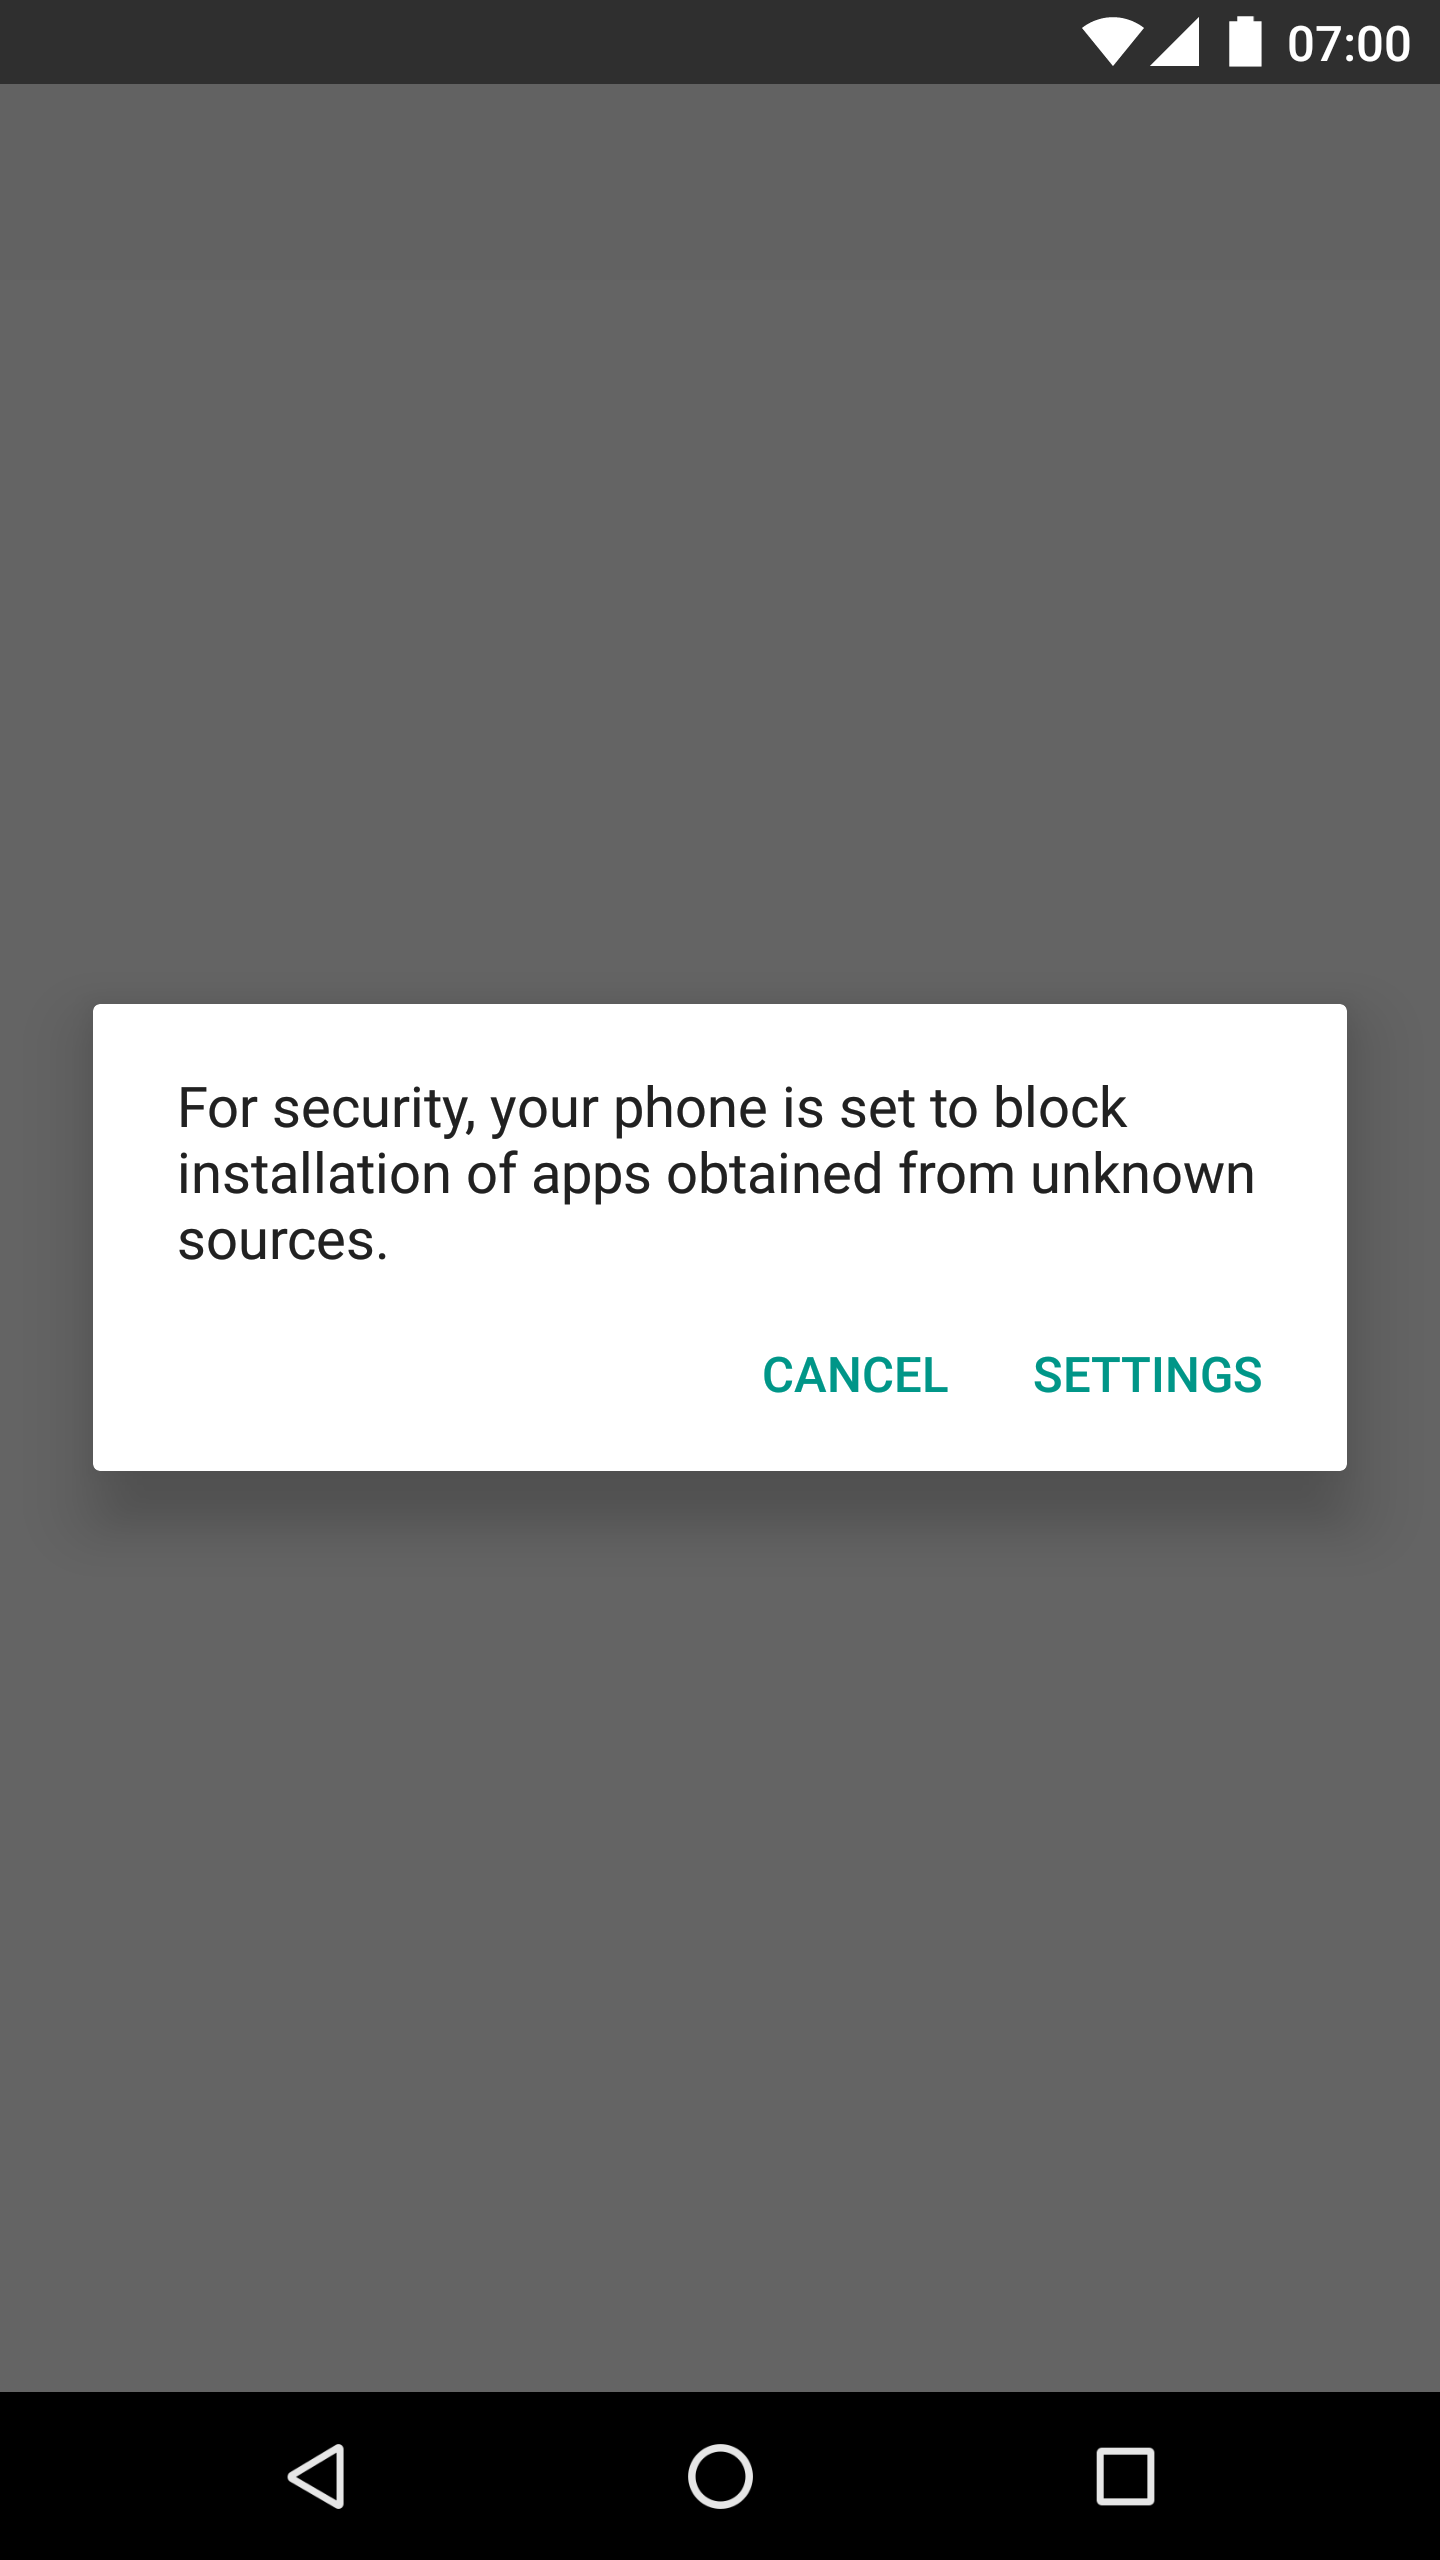 07:00
For security, your phone is set to block
installation of apps obtained from unknown
sources.
CANCEL SETTINGS